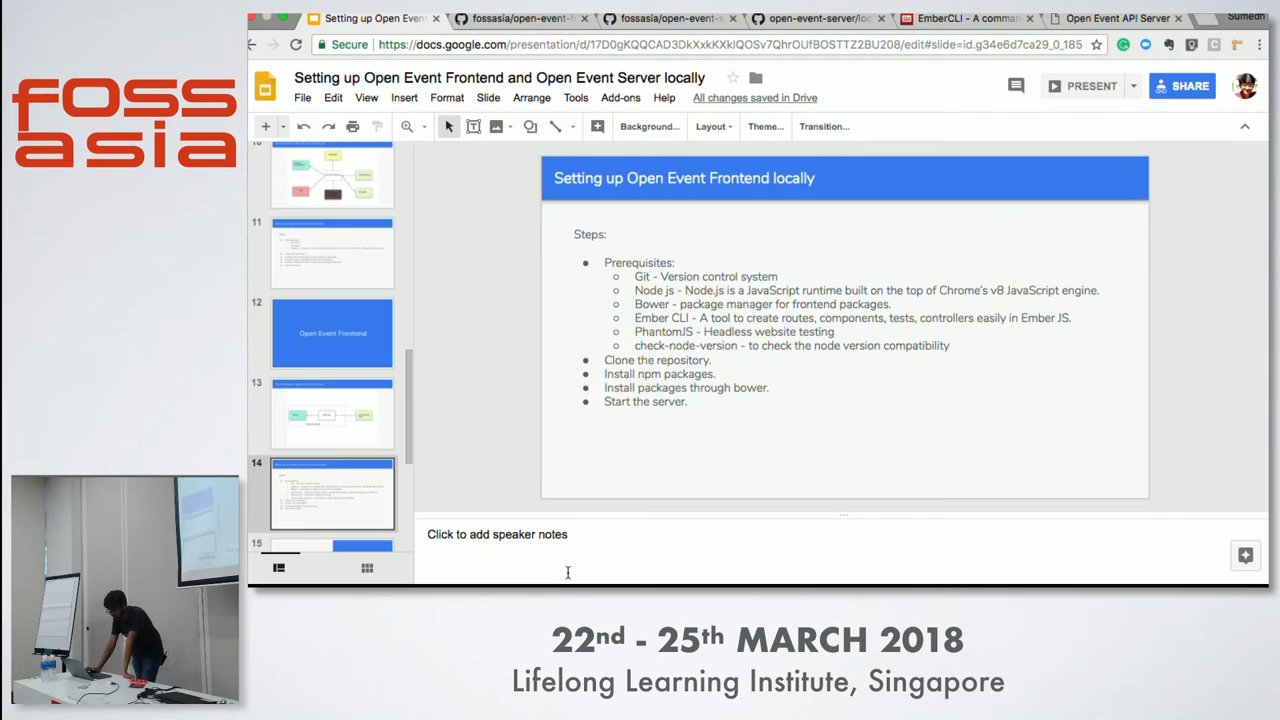 foss
asia
Setting up Open Event
fossasia/open-event-f
fossasia/open-event-s
open-event-server/loc
EmberCLI - A comman
Open Event API Server
Sumedh
Secure
https://docs.google.com/presentation/d/17D0gKQQCAD3DkXxkKXkIQOSv7QhrOUfBOSTTZ2BU208/edit#slide=id.g34e6d7ca29_0_185
Setting up Open Event Frontend and Open Event Server locally
File Edit View Insert Format Slide Arrange Tools Add-ons Help All changes saved in Drive
PRESENT
SHARE
Background... Layout Theme... Transition...
10
11
12
Open Event Frontend
13
14
15
Setting up Open Event Frontend locally
Steps:
● Prerequisites:
○ Git - Version control system
○ Node js - Node.js is a JavaScript runtime built on the top of Chrome's v8 JavaScript engine.
○ Bower - package manager for frontend packages.
○ Ember CLI - A tool to create routes, components, tests, controllers easily in Ember JS.
○ PhantomJS - Headless website testing
○ check-node-version - to check the node version compatibility
● Clone the repository.
● Install npm packages.
● Install packages through bower.
● Start the server.
Click to add speaker notes
22nd - 25th MARCH 2018
Lifelong Learning Institute, Singapore